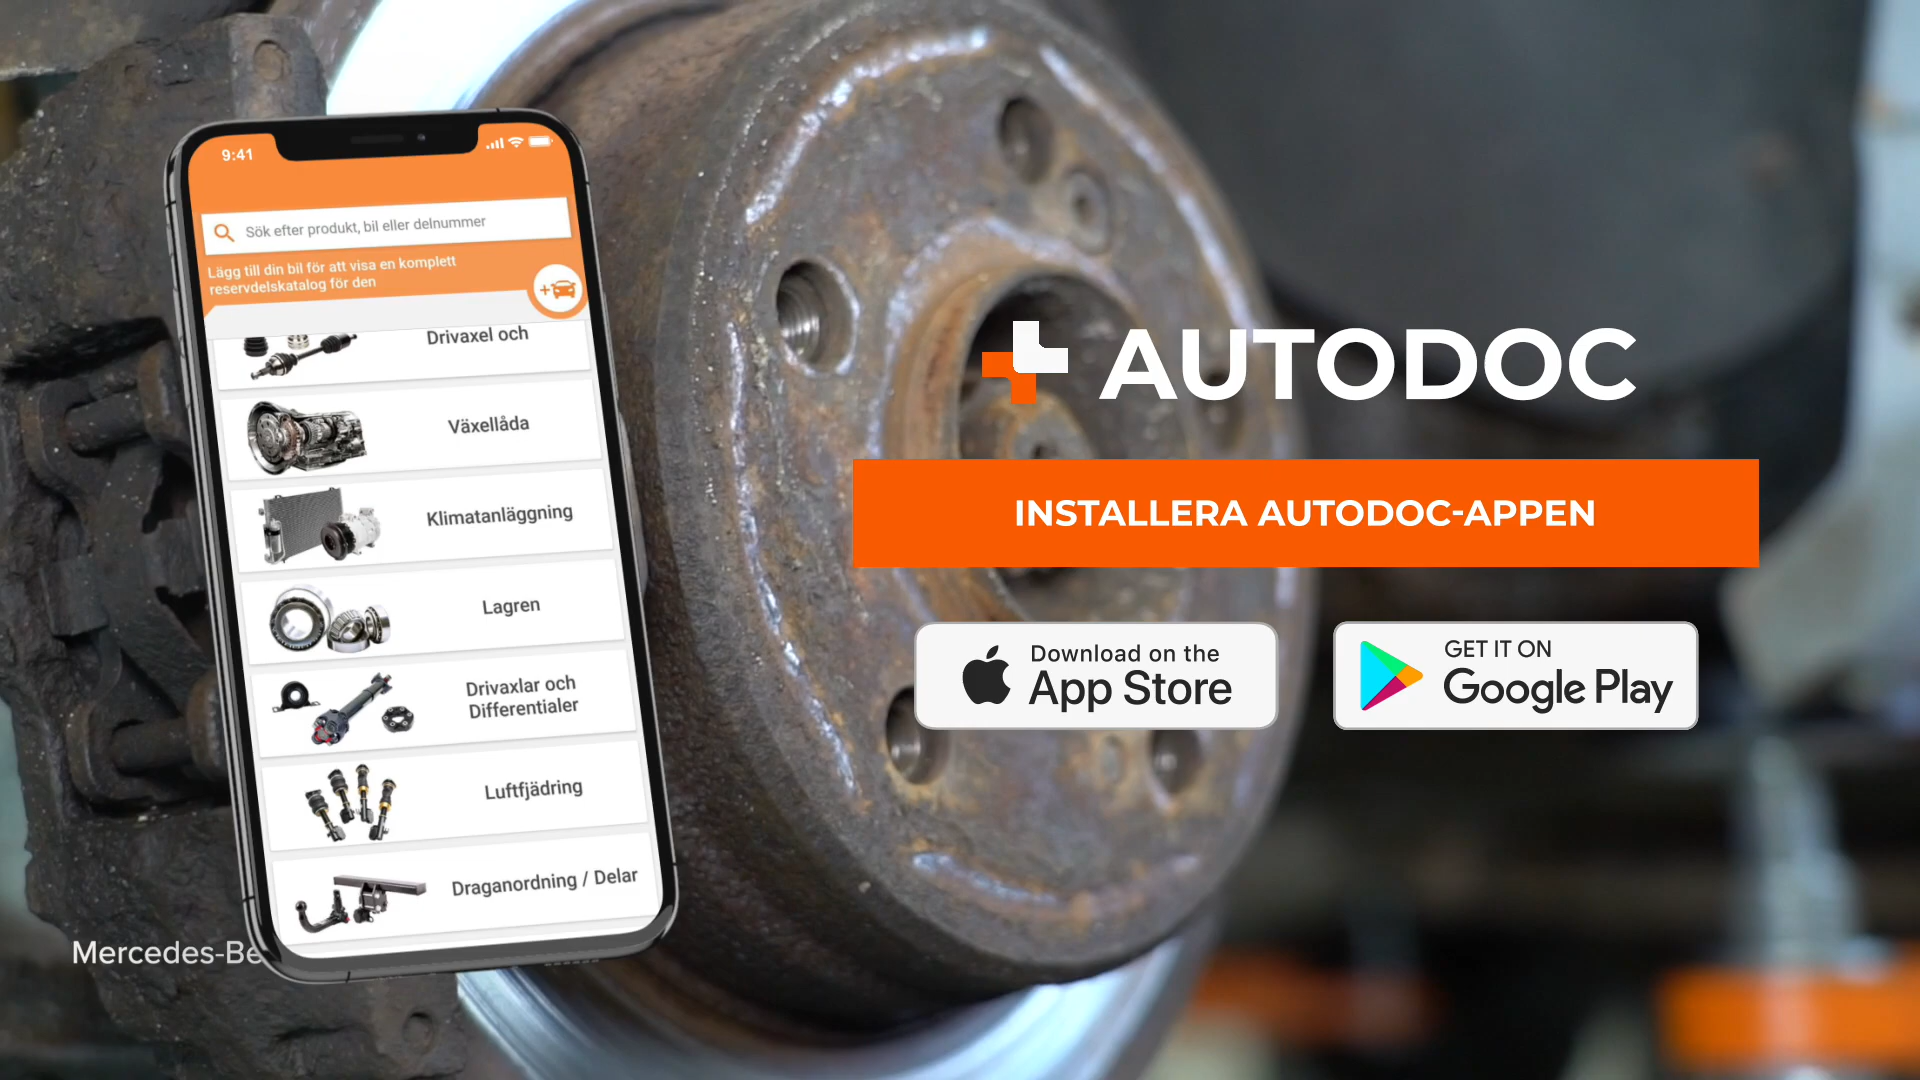 9:41
Sök efter produkt, bil eller delnummer
Lägg till din bil för att visa en komplett
reservdelskatalog för den
Drivaxel och
Växellåda
Klimatanläggning
Lagren
Drivaxlar och
Differentialer
Luftfjädring
Draganordning / Delar
Mercedes-Be
AUTODOC
INSTALLERA AUTODOC-APPEN
Download on the
App Store
GET IT ON
Google Play